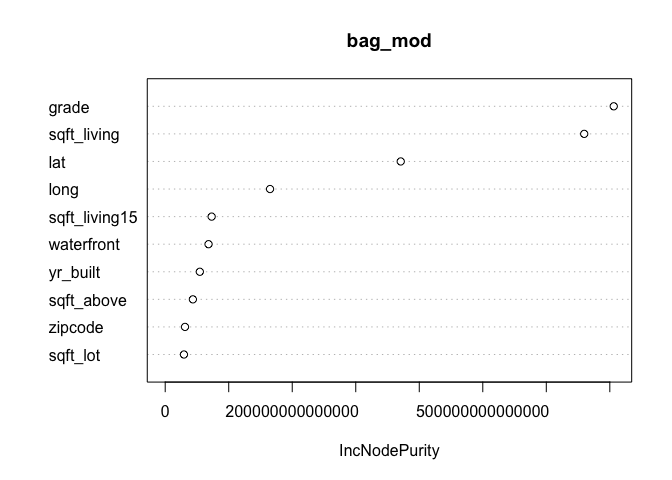 bag_mod
grade
sqft_living
lat
long
sqft_living15
waterfront
yr_built
sqft_above
zipcode
sqft_lot
0 200000000000000 500000000000000
IncNodePurity